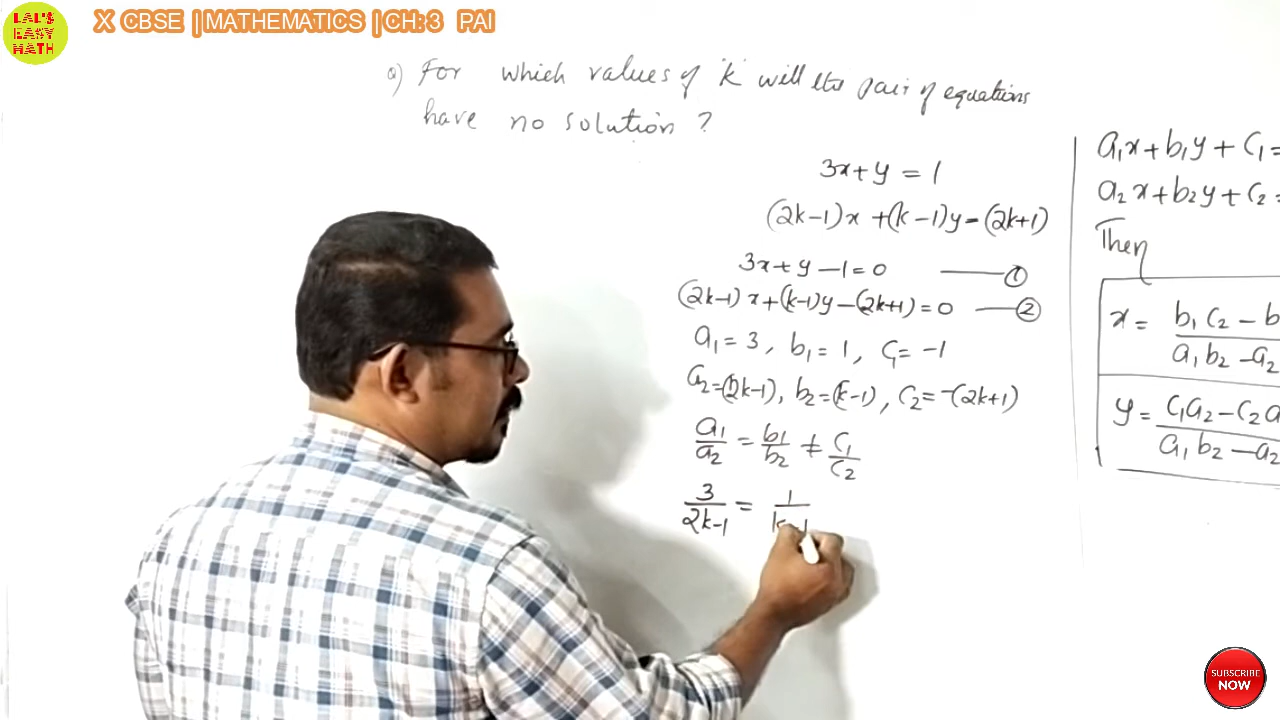 LAL'S
EASY
MATH
X CBSE | MATHEMATICS | CH: 3 PAI
a) For which values of 'k' will the pair of equations
have no solution ?
3x + y = 1
(2k-1)x + (k-1)y = (2k+1)
3x + y - 1 = 0 —— ①
(2k-1)x + (k-1)y - (2k+1) = 0 —— ②
a₁ = 3, b₁ = 1, c₁ = -1
a₂ = (2k-1), b₂ = (k-1), c₂ = -(2k+1)
a₁/a₂ = b₁/b₂ ≠ c₁/c₂
3/2k-1 = 1/k-1
a₁x + b₁y + c₁ =
a₂x + b₂y + c₂ =
Then
x = b₁c₂ - b / a₁b₂ - a₂
y = c₁a₂ - c₂a / a₁b₂ - a₂
SUBSCRIBE
NOW